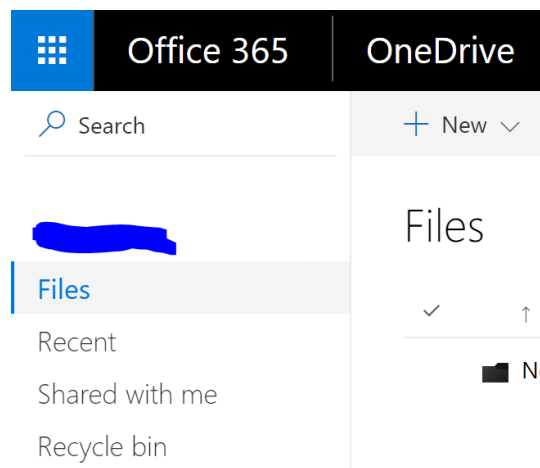 Office 365 OneDrive
Search
New
Files
Files
Recent
Shared with me
Recycle bin